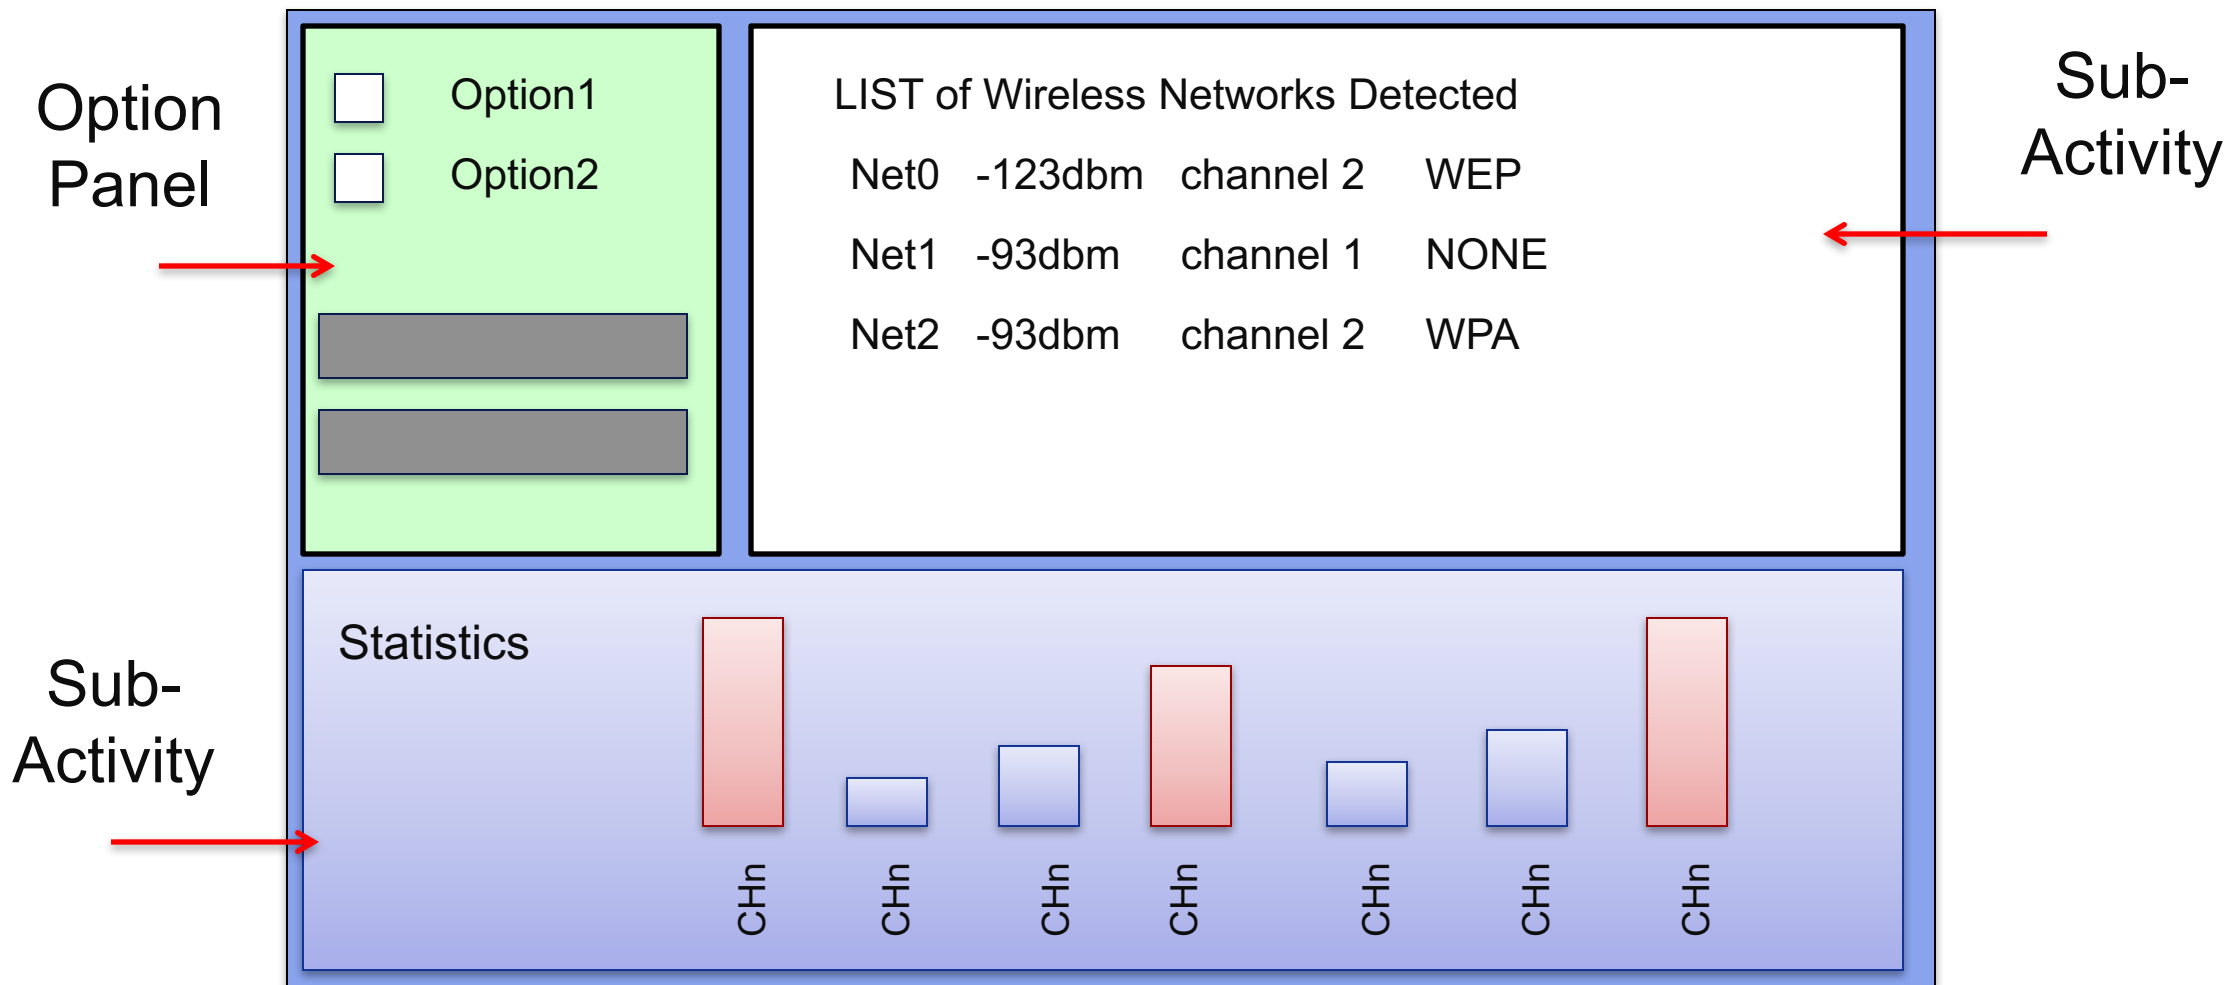 Option
Panel
Option1
Option2
LIST of Wireless Networks Detected
Net0 -123dbm channel 2 WEP
Net1 -93dbm channel 1 NONE
Net2 -93dbm channel 2 WPA
Sub-
Activity
Sub-
Activity
Statistics
CHn
CHn
CHn
CHn
CHn
CHn
CHn